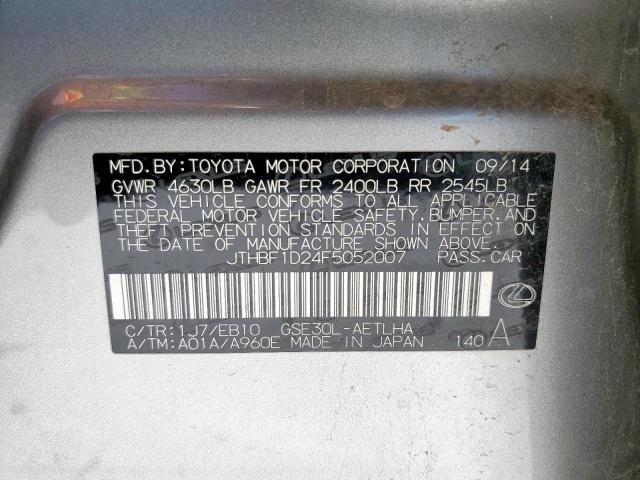 MFD.BY:TOYOTA MOTOR CORPORATION 09/14
GVWR 4630LB GAWR FR 2400LB RR 2545LB
THIS VEHICLE CONFORMS TO ALL APPLICABLE
FEDERAL MOTOR VEHICLE SAFETY,BUMPER,AND
THEFT PREVENTION STANDARDS IN EFFECT ON
THE DATE OF MANUFACTURE SHOWN ABOVE.
JTHBF1D24F5052007 PASS.CAR
C/TR:1J7/EB10 GSE30L-AETLHA
A/TM:A01A/A960E MADE IN JAPAN 140 A